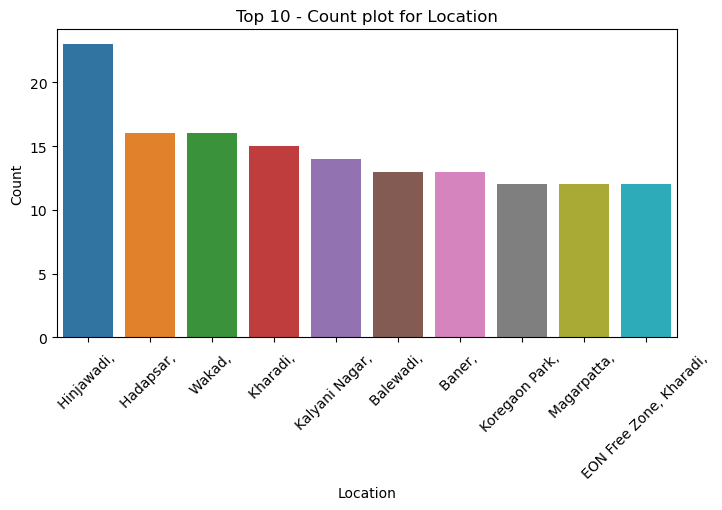 Top 10 - Count plot for Location
Count
20
15
10
5
0
Hinjawadi,
Hadapsar,
Wakad,
Kharadi,
Kalyani Nagar,
Balewadi,
Baner,
Koregaon Park,
Magarpatta,
EON Free Zone, Kharadi,
Location